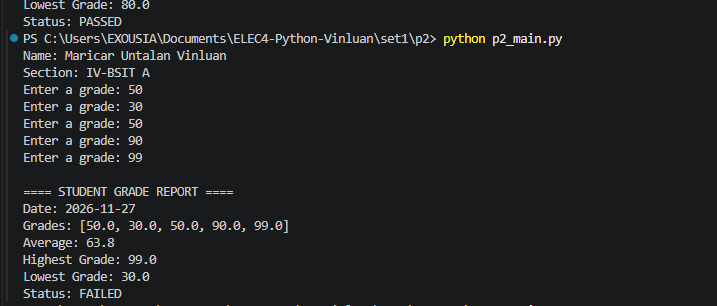 Lowest Grade: 80.0
Status: PASSED
PS C:\Users\EXOUSIA\Documents\ELEC4-Python-Vinluan\set1\p2> python p2_main.py
Name: Maricar Untalan Vinluan
Section: IV-BSIT A
Enter a grade: 50
Enter a grade: 30
Enter a grade: 50
Enter a grade: 90
Enter a grade: 99
==== STUDENT GRADE REPORT ====
Date: 2026-11-27
Grades: [50.0, 30.0, 50.0, 90.0, 99.0]
Average: 63.8
Highest Grade: 99.0
Lowest Grade: 30.0
Status: FAILED